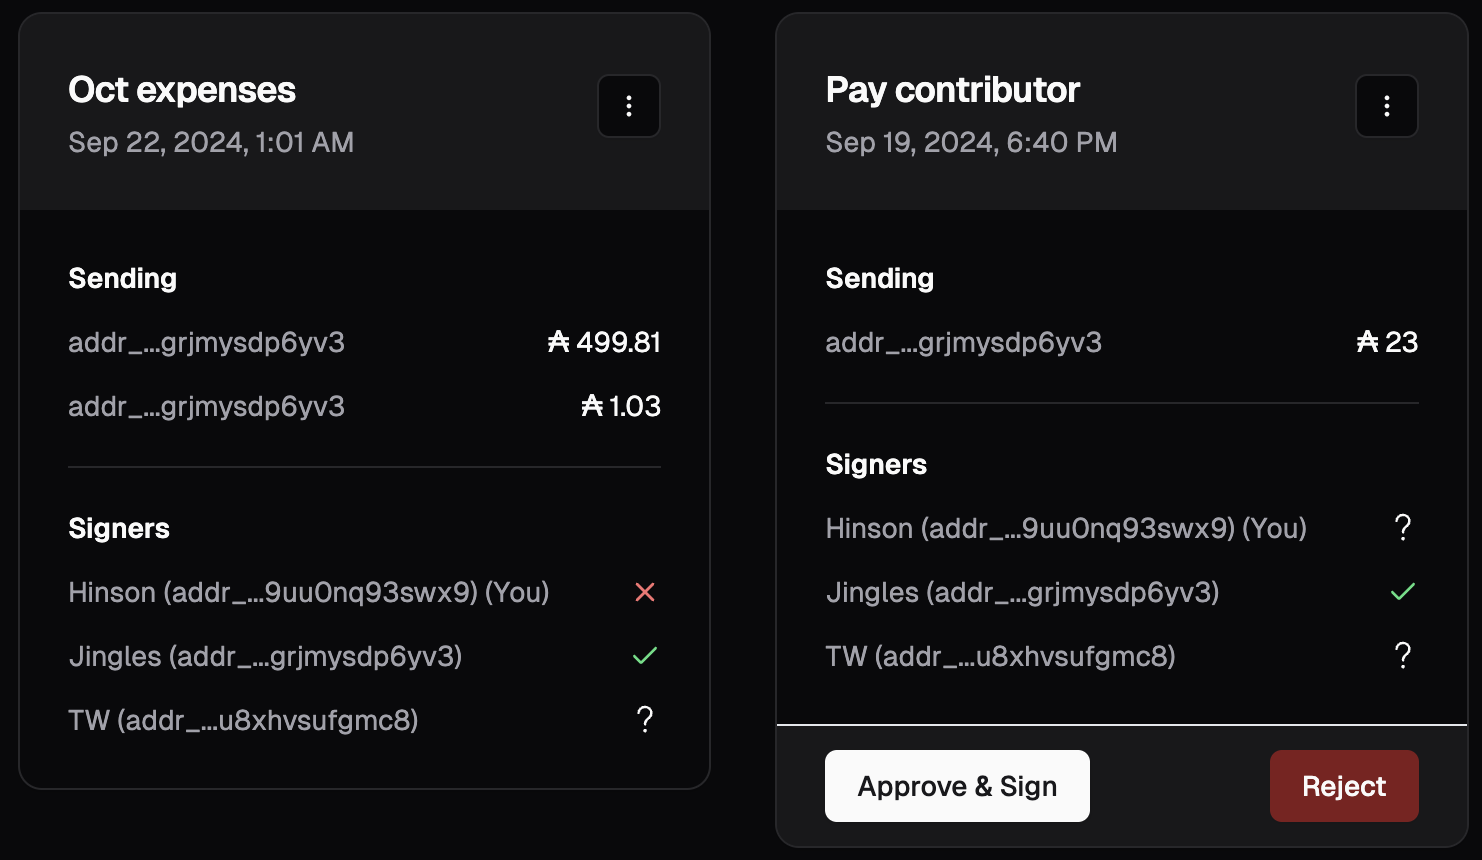 Oct expenses
Sep 22, 2024, 1:01 AM
Sending
addr_...grjmysdp6yv3 ₳ 499.81
addr_...grjmysdp6yv3 ₳ 1.03
Signers
Hinson (addr_...9uu0nq93swx9) (You)
Jingles (addr_...grjmysdp6yv3)
TW (addr_...u8xhvsufgmc8) ?
Pay contributor
Sep 19, 2024, 6:40 PM
Sending
addr_...grjmysdp6yv3 ₳ 23
Signers
Hinson (addr_...9uu0nq93swx9) (You) ?
Jingles (addr_...grjmysdp6yv3)
TW (addr_...u8xhvsufgmc8) ?
Approve & Sign Reject